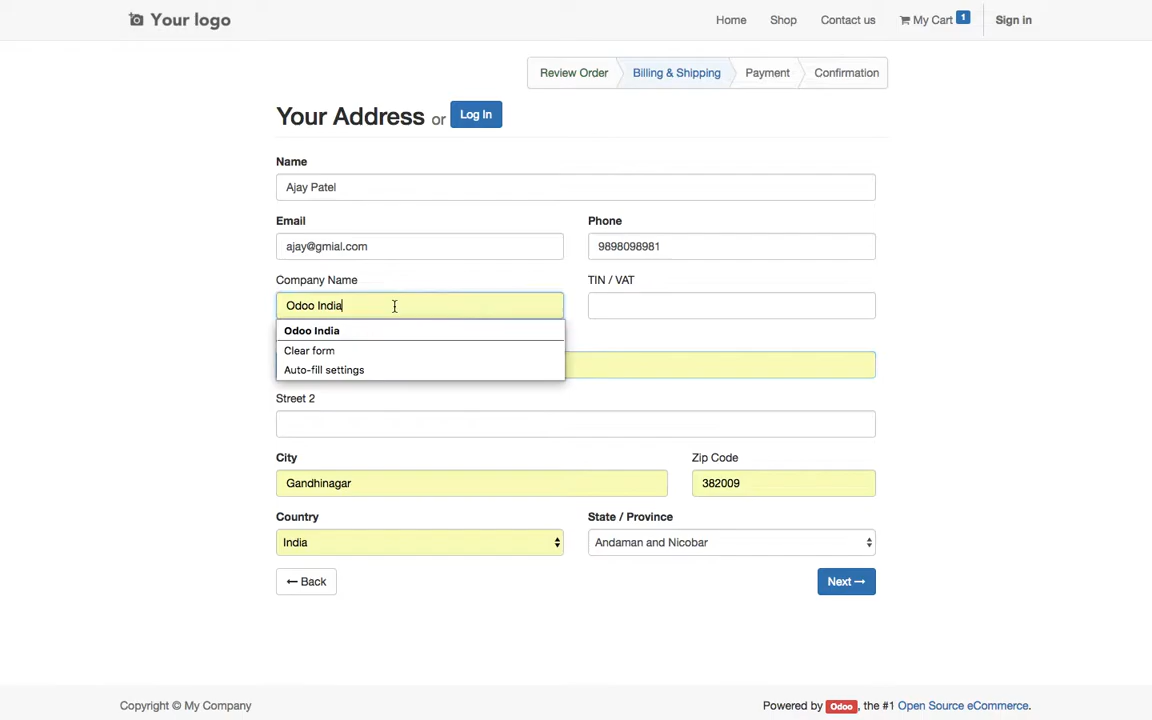 Your logo
Home Shop Contact us My Cart 1 Sign in
Review Order Billing & Shipping Payment Confirmation
Your Address or Log In
Name
Ajay Patel
Email Phone
ajay@gmial.com 9898098981
Company Name TIN / VAT
Odoo India
Odoo India
Clear form
Auto-fill settings
Street 2
City Zip Code
Gandhinagar 382009
Country State / Province
India Andaman and Nicobar
← Back Next →
Copyright © My Company Powered by Odoo, the #1 Open Source eCommerce.